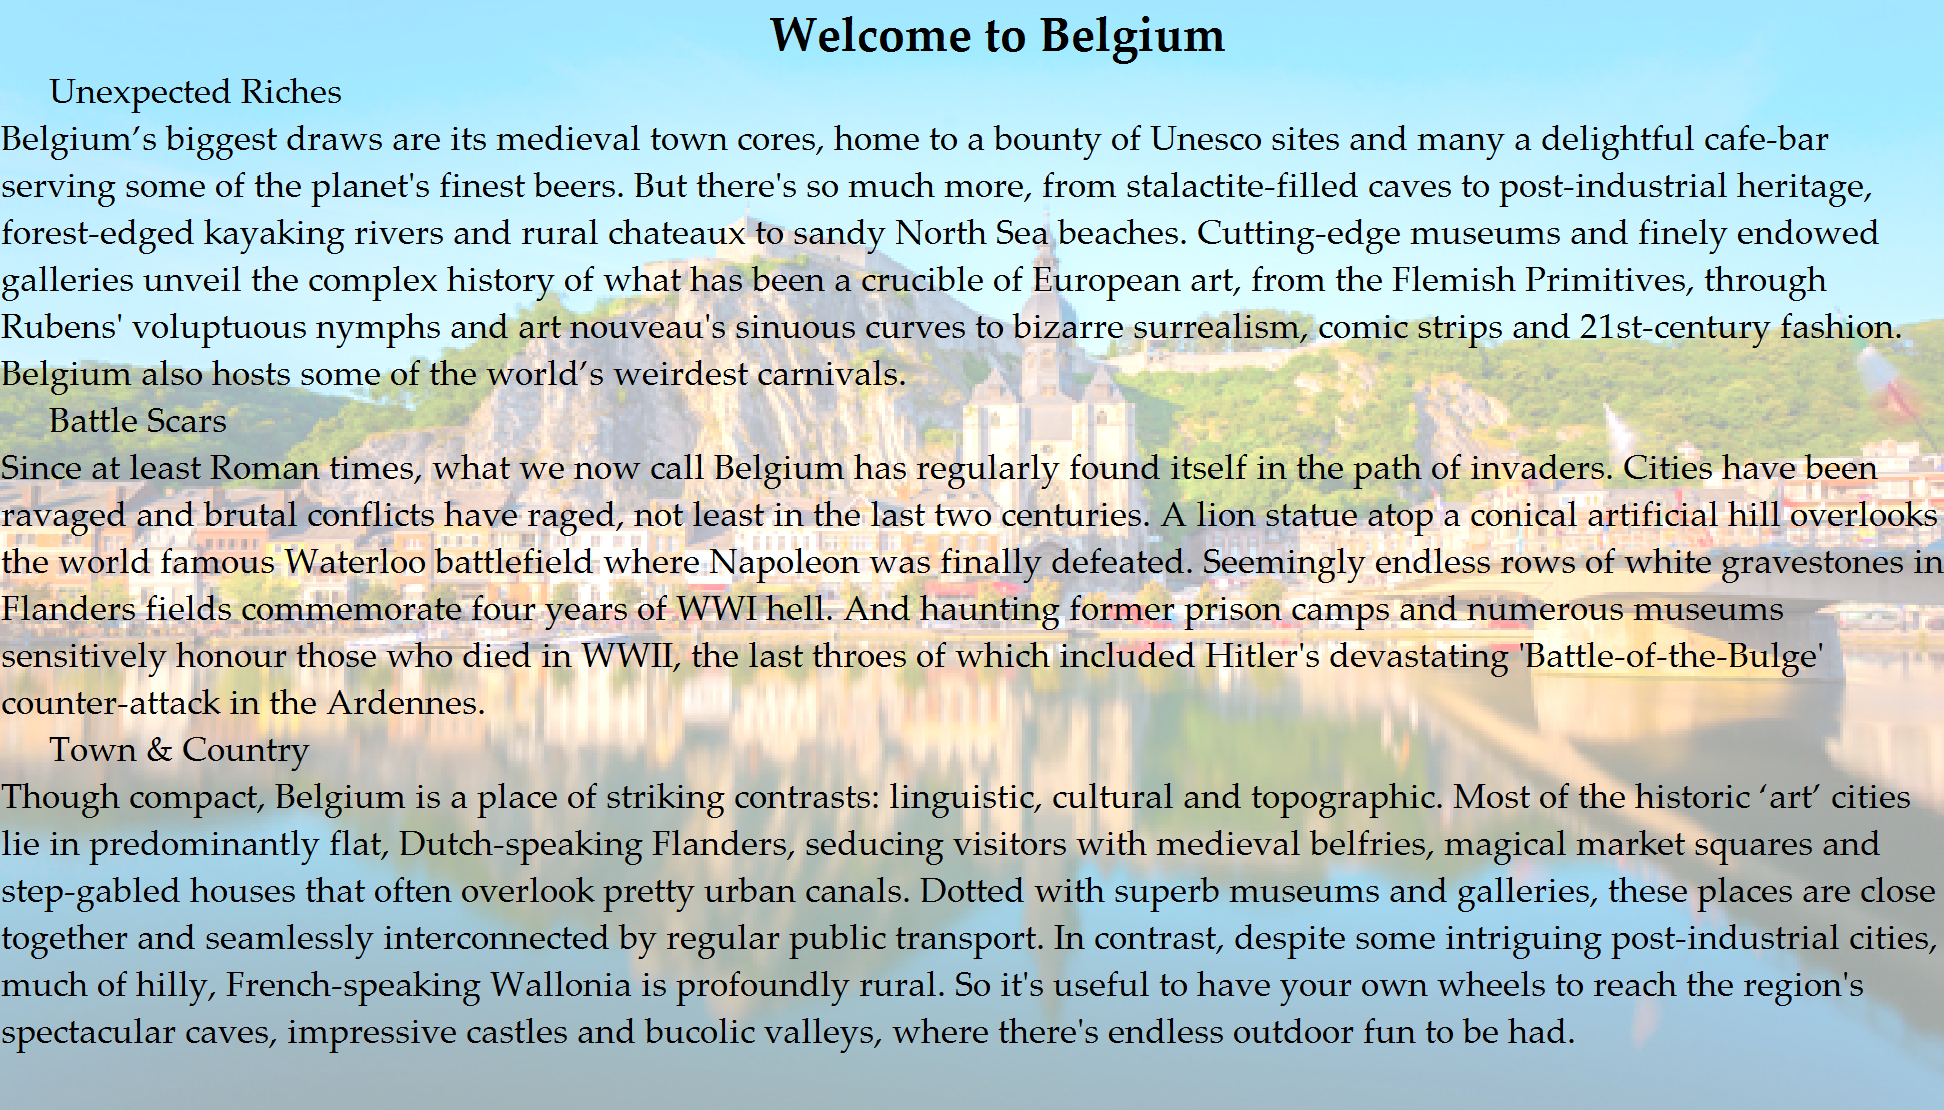 Welcome to Belgium
Unexpected Riches
Belgium’s biggest draws are its medieval town cores, home to a bounty of Unesco sites and many a delightful cafe-bar
serving some of the planet's finest beers. But there's so much more, from stalactite-filled caves to post-industrial heritage,
forest-edged kayaking rivers and rural chateaux to sandy North Sea beaches. Cutting-edge museums and finely endowed
galleries unveil the complex history of what has been a crucible of European art, from the Flemish Primitives, through
Rubens' voluptuous nymphs and art nouveau's sinuous curves to bizarre surrealism, comic strips and 21st-century fashion.
Belgium also hosts some of the world’s weirdest carnivals.
Battle Scars
Since at least Roman times, what we now call Belgium has regularly found itself in the path of invaders. Cities have been
ravaged and brutal conflicts have raged, not least in the last two centuries. A lion statue atop a conical artificial hill overlooks
the world famous Waterloo battlefield where Napoleon was finally defeated. Seemingly endless rows of white gravestones in
Flanders fields commemorate four years of WWI hell. And haunting former prison camps and numerous museums
sensitively honour those who died in WWII, the last throes of which included Hitler's devastating 'Battle-of-the-Bulge'
counter-attack in the Ardennes.
Town & Country
Though compact, Belgium is a place of striking contrasts: linguistic, cultural and topographic. Most of the historic ‘art’ cities
lie in predominantly flat, Dutch-speaking Flanders, seducing visitors with medieval belfries, magical market squares and
step-gabled houses that often overlook pretty urban canals. Dotted with superb museums and galleries, these places are close
together and seamlessly interconnected by regular public transport. In contrast, despite some intriguing post-industrial cities,
much of hilly, French-speaking Wallonia is profoundly rural. So it's useful to have your own wheels to reach the region's
spectacular caves, impressive castles and bucolic valleys, where there's endless outdoor fun to be had.